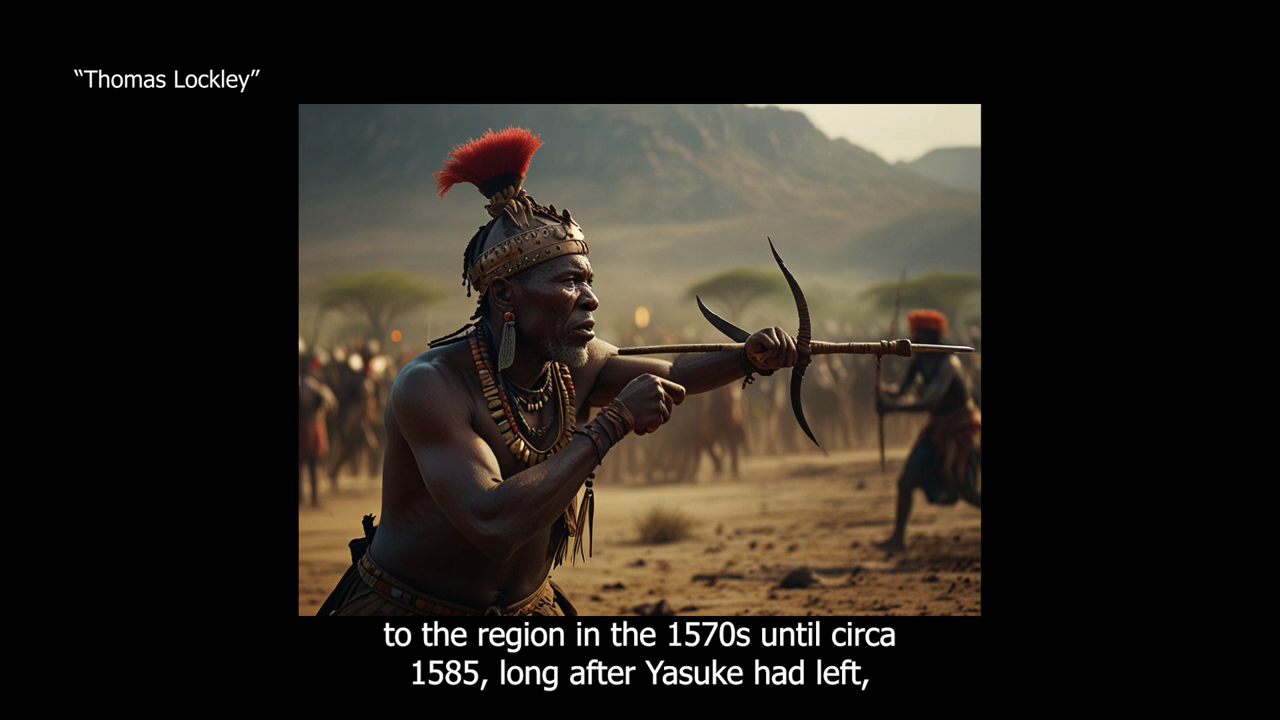 “Thomas Lockley”
to the region in the 1570s until circa
1585, long after Yasuke had left,